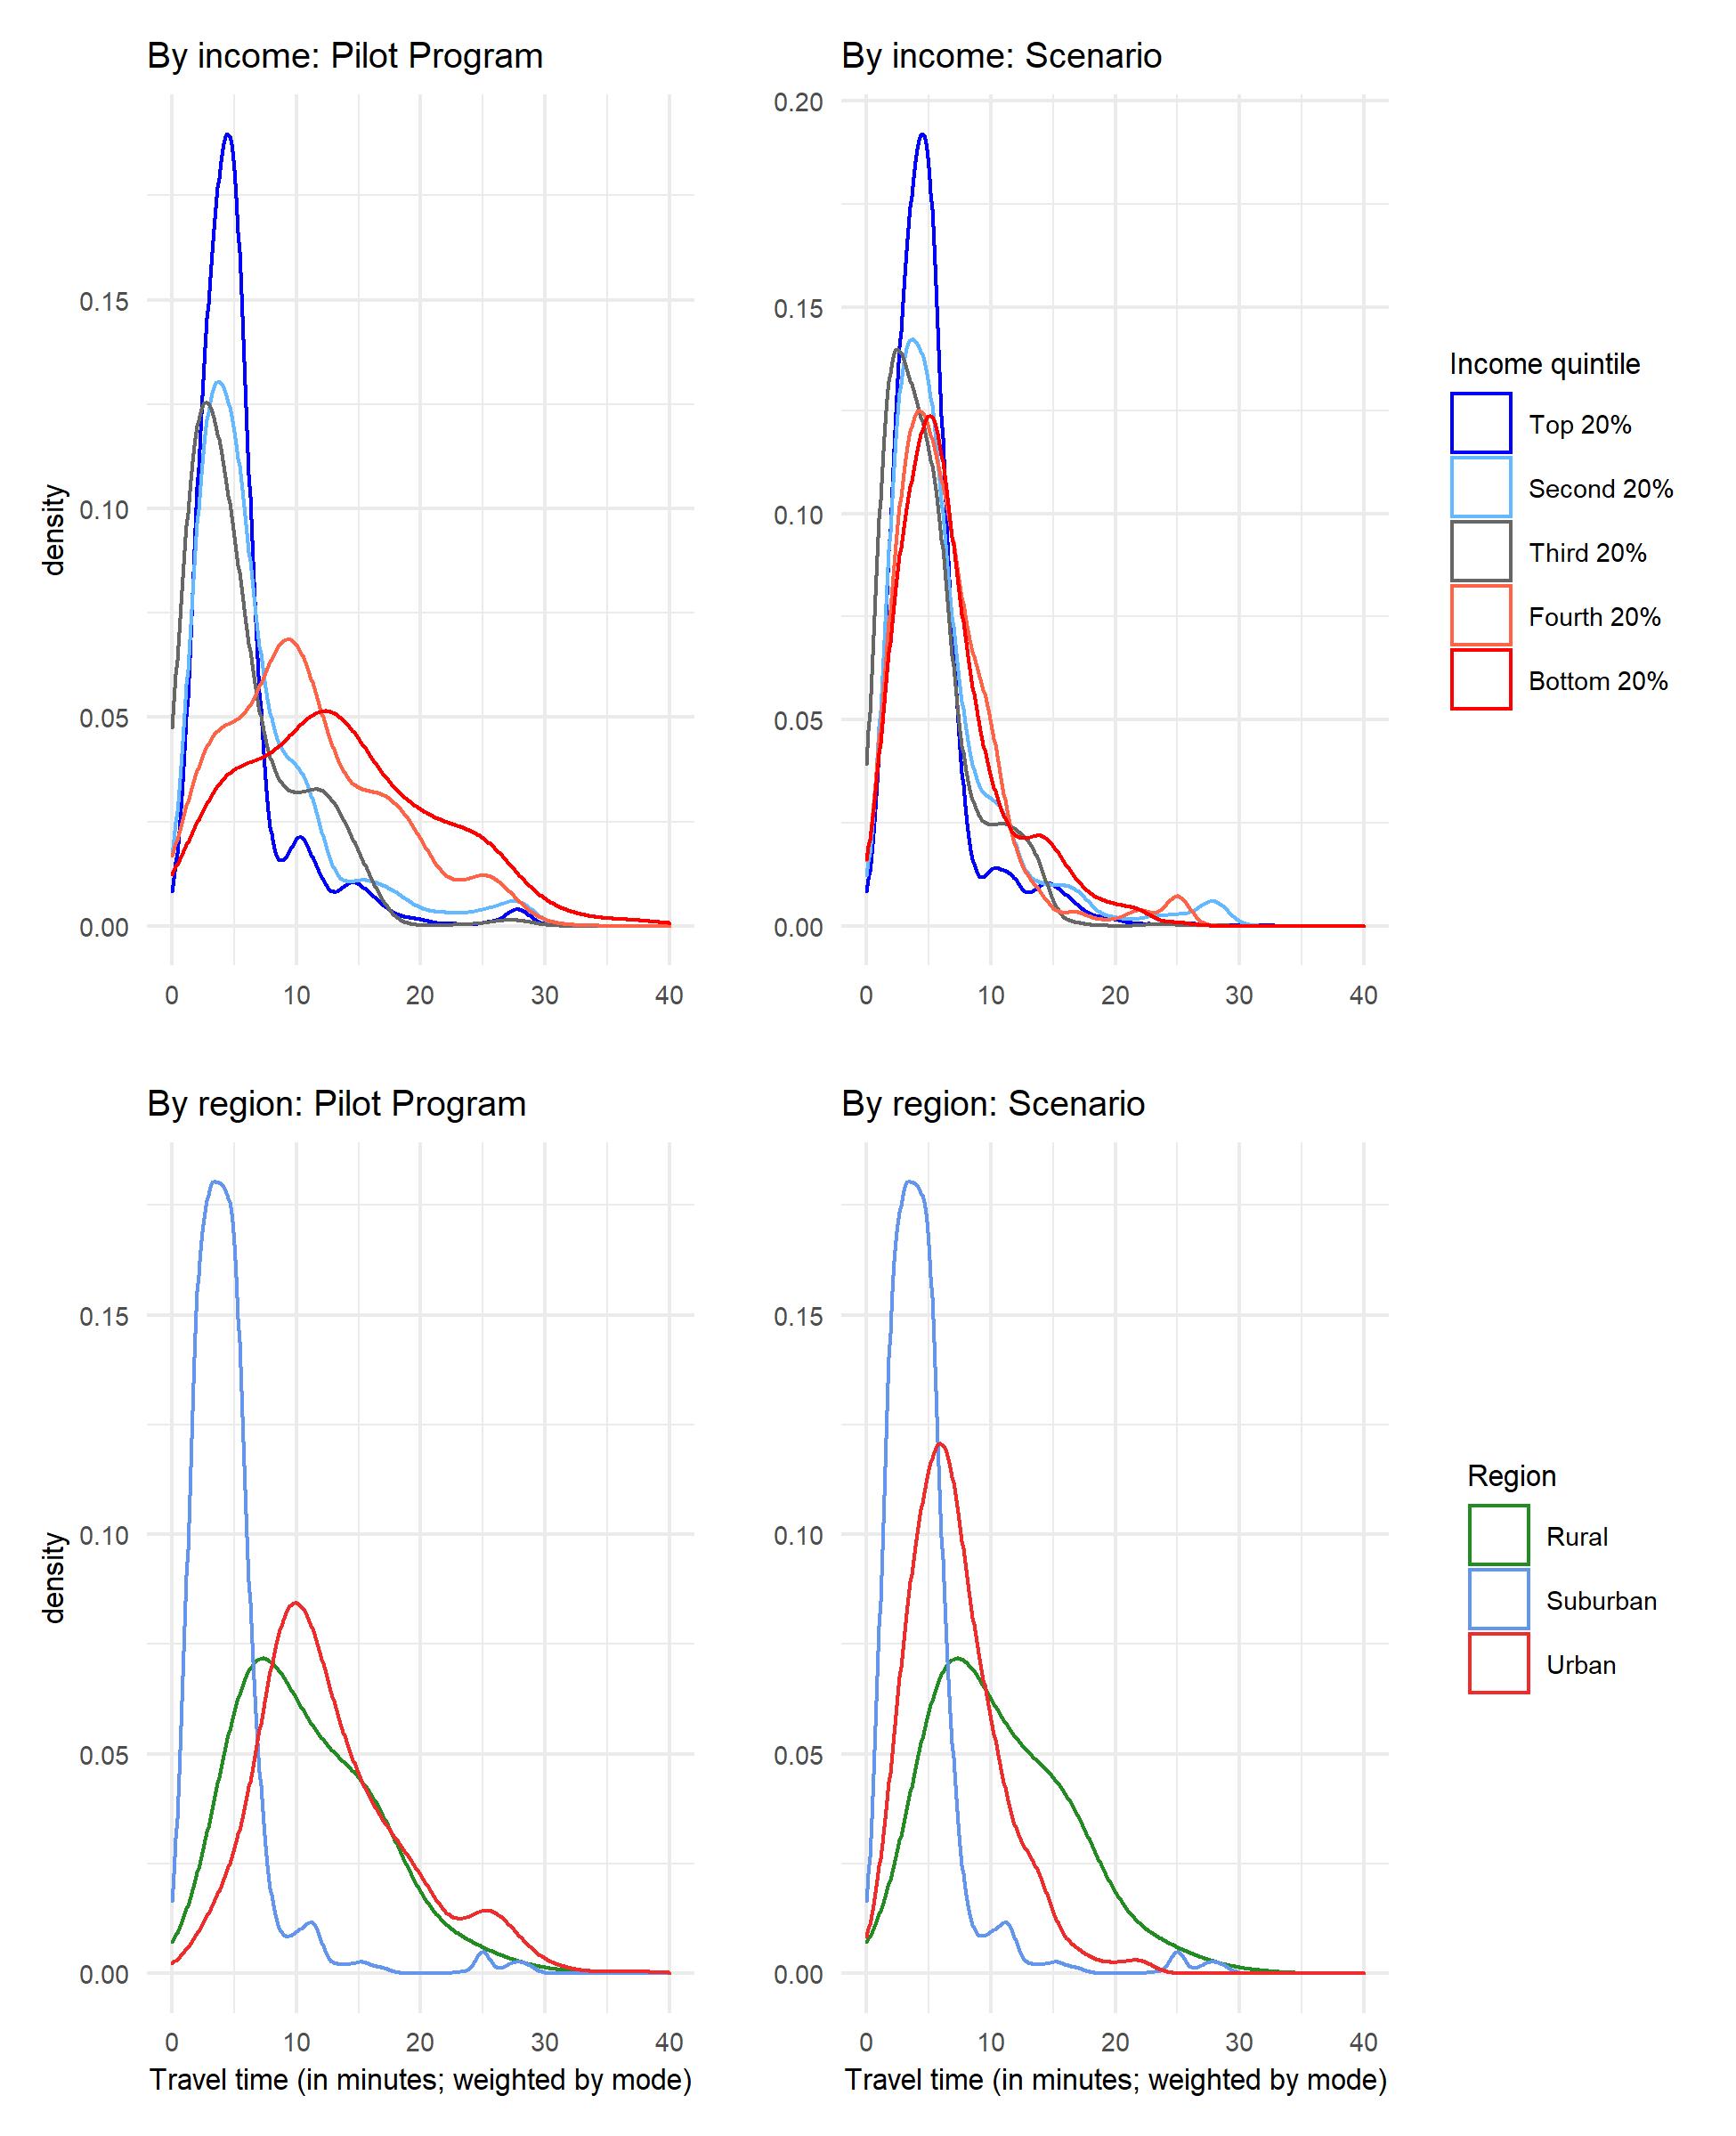 By income: Pilot Program
By income: Scenario
density
0.15
0.10
0.05
0.00
0 10 20 30 40
0.20
0.15
0.10
0.05
0.00
0 10 20 30 40
Income quintile
Top 20%
Second 20%
Third 20%
Fourth 20%
Bottom 20%
By region: Pilot Program
By region: Scenario
density
0.15
0.10
0.05
0.00
0 10 20 30 40
Travel time (in minutes; weighted by mode)
0.15
0.10
0.05
0.00
0 10 20 30 40
Travel time (in minutes; weighted by mode)
Region
Rural
Suburban
Urban